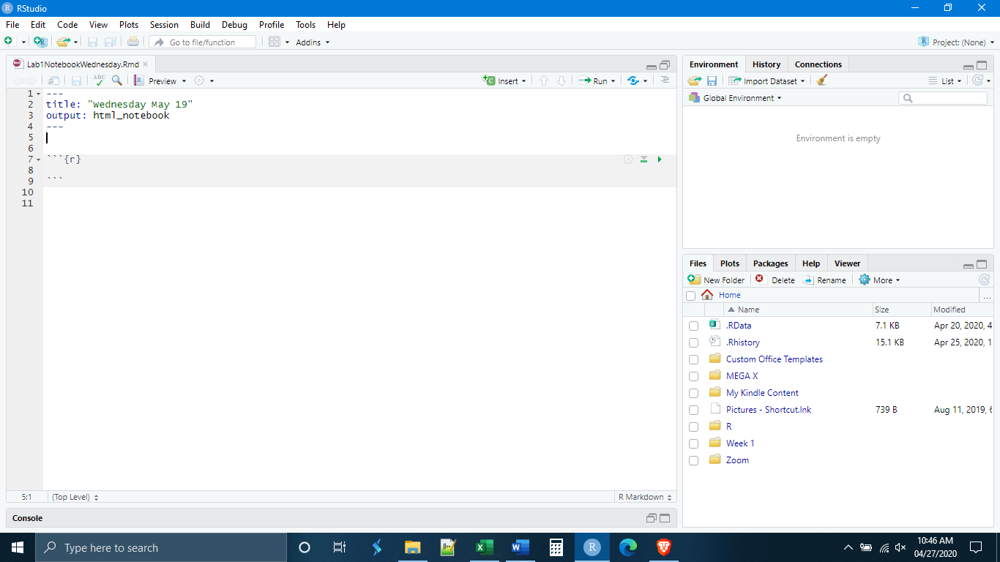 RStudio
File Edit Code View Plots Session Build Debug Profile Tools Help
Go to file/function Addins Project: (None)
Lab1NotebookWednesday.Rmd
ABC Preview Insert Run
1 ---
2 title: "Wednesday May 19"
3 output: html_notebook
4 ---
5
6
7 ```{r}
8
9 ```
10
11
5:1 (Top Level) R Markdown
Console
Environment History Connections
Import Dataset List
Global Environment
Environment is empty
Files Plots Packages Help Viewer
New Folder Delete Rename More
Home ...
Name Size Modified
.RData 7.1 KB Apr 20, 2020, 4
.Rhistory 15.1 KB Apr 25, 2020, 1
Custom Office Templates
MEGA X
My Kindle Content
Pictures - Shortcut.lnk 739 B Aug 11, 2019, 6
R
Week 1
Zoom
Type here to search
10:46 AM
04/27/2020